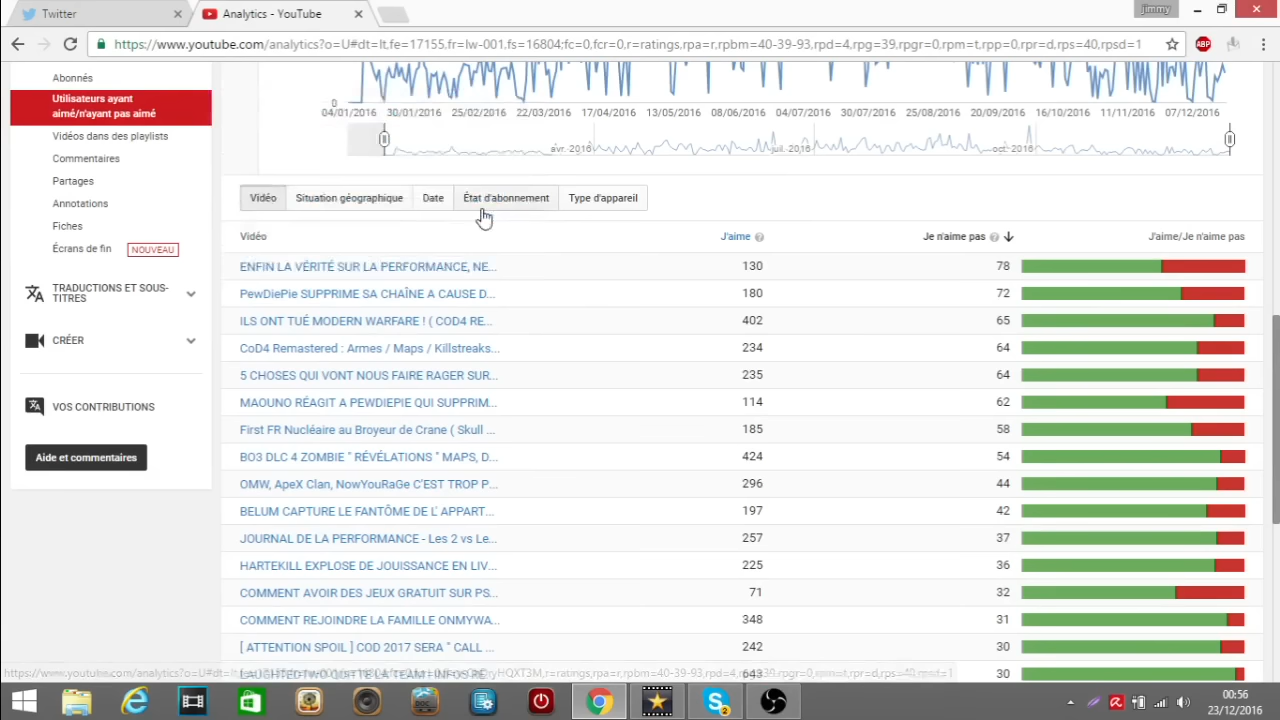 Twitter
Analytics - YouTube
jimmy
https://www.youtube.com/analytics?o=U#dt=lt,fe=17155,fr=lw-001,fs=16804;fc=0,fcr=0,r=ratings,rpa=r,rpbm=40-39-93,rpd=4,rpg=39,rpgr=0,rpm=t,rpp=0,rpr=d,rps=40,rpsd=1
ABP
Abonnés
Utilisateurs ayant
aimé/n'ayant pas aimé
Vidéos dans des playlists
Commentaires
Partages
Annotations
Fiches
Écrans de fin NOUVEAU
TRADUCTIONS ET SOUS-
TITRES
CRÉER
VOS CONTRIBUTIONS
Aide et commentaires
0
04/01/2016 30/01/2016 25/02/2016 22/03/2016 17/04/2016 13/05/2016 08/06/2016 04/07/2016 30/07/2016 25/08/2016 20/09/2016 16/10/2016 11/11/2016 07/12/2016
avr. 2016 juil. 2016 oct. 2016
Vidéo Situation géographique Date État d'abonnement Type d'appareil
Vidéo J'aime Je n'aime pas J'aime/Je n'aime pas
ENFIN LA VÉRITÉ SUR LA PERFORMANCE, NE... 130 78
PewDiePie SUPPRIME SA CHAÎNE A CAUSE D... 180 72
ILS ONT TUÉ MODERN WARFARE ! ( COD4 RE... 402 65
CoD4 Remastered : Armes / Maps / Killstreaks... 234 64
5 CHOSES QUI VONT NOUS FAIRE RAGER SUR... 235 64
MAOUNO RÉAGIT A PEWDIEPIE QUI SUPPRIM... 114 62
First FR Nucléaire au Broyeur de Crane ( Skull ... 185 58
BO3 DLC 4 ZOMBIE " RÉVÉLATIONS " MAPS, D... 424 54
OMW, ApeX Clan, NowYouRaGe C'EST TROP P... 296 44
BELUM CAPTURE LE FANTÔME DE L' APPART... 197 42
JOURNAL DE LA PERFORMANCE - Les 2 vs Le... 257 37
HARTEKILL EXPLOSE DE JOUISSANCE EN LIV... 225 36
COMMENT AVOIR DES JEUX GRATUIT SUR PS... 71 32
COMMENT REJOINDRE LA FAMILLE ONMYWA... 348 31
[ ATTENTION SPOIL ] COD 2017 SERA " CALL ... 242 30
643 30
00:56
23/12/2016